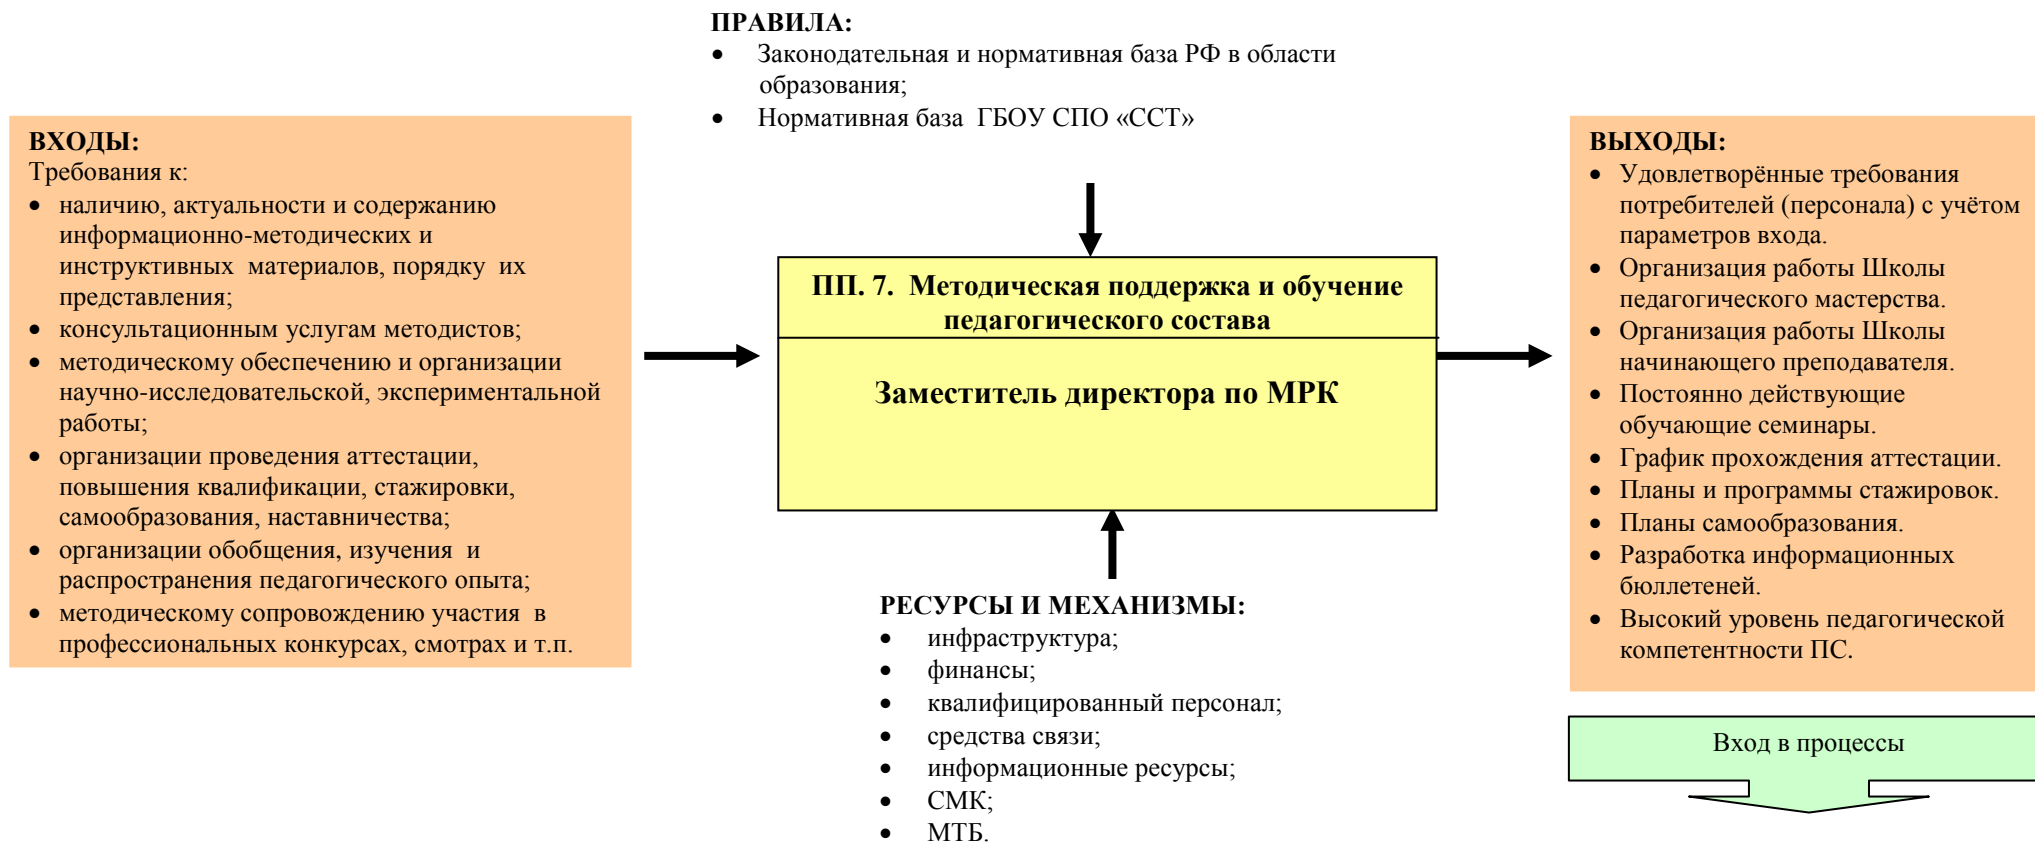 ПРАВИЛА:
• Законодательная и нормативная база РФ в области
образования;
• Нормативная база ГБОУ СПО «ССТ»
ВХОДЫ:
Требования к:
• наличию, актуальности и содержанию
информационно-методических и
инструктивных материалов, порядку их
представления;
• консультационным услугам методистов;
• методическому обеспечению и организации
научно-исследовательской, экспериментальной
работы;
• организации проведения аттестации,
повышения квалификации, стажировки,
самообразования, наставничества;
• организации обобщения, изучения и
распространения педагогического опыта;
• методическому сопровождению участия в
профессиональных конкурсах, смотрах и т.п.
ПП. 7. Методическая поддержка и обучение
педагогического состава
Заместитель директора по МРК
РЕСУРСЫ И МЕХАНИЗМЫ:
• инфраструктура;
• финансы;
• квалифицированный персонал;
• средства связи;
• информационные ресурсы;
• СМК;
• МТБ.
ВЫХОДЫ:
• Удовлетворённые требования
потребителей (персонала) с учётом
параметров входа.
• Организация работы Школы
педагогического мастерства.
• Организация работы Школы
начинающего преподавателя.
• Постоянно действующие
обучающие семинары.
• График прохождения аттестации.
• Планы и программы стажировок.
• Планы самообразования.
• Разработка информационных
бюллетеней.
• Высокий уровень педагогической
компетентности ПС.
Вход в процессы